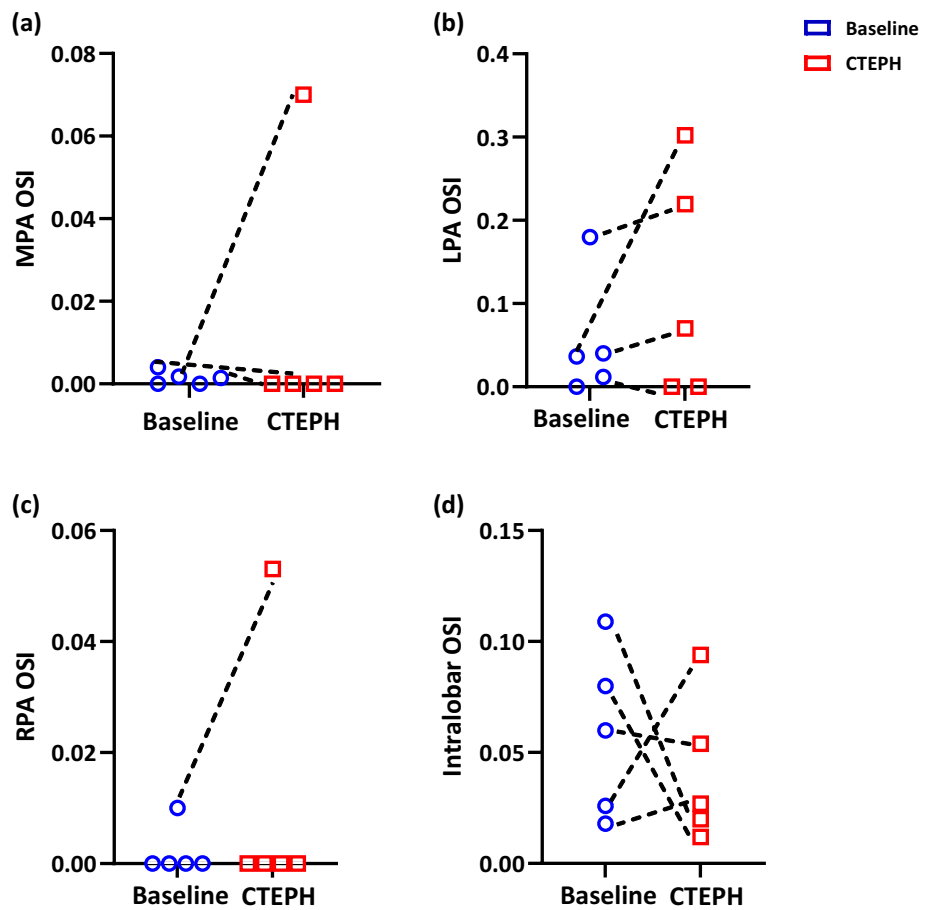 (a)
(b)
Baseline
CTEPH
MPA OSI
0.08
0.06
0.04
0.02
0.00
Baseline
CTEPH
LPA OSI
0.4
0.3
0.2
0.1
0.0
Baseline
CTEPH
(c)
(d)
RPA OSI
0.06
0.04
0.02
0.00
Baseline
CTEPH
Intralobar OSI
0.15
0.10
0.05
0.00
Baseline
CTEPH